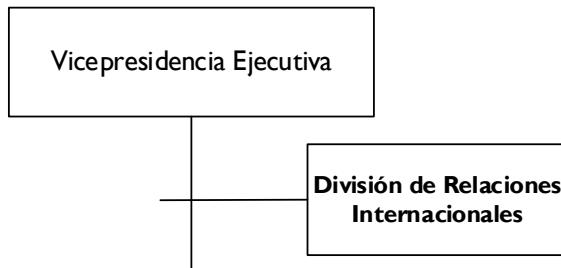 Vicepresidencia Ejecutiva
División de Relaciones
Internacionales